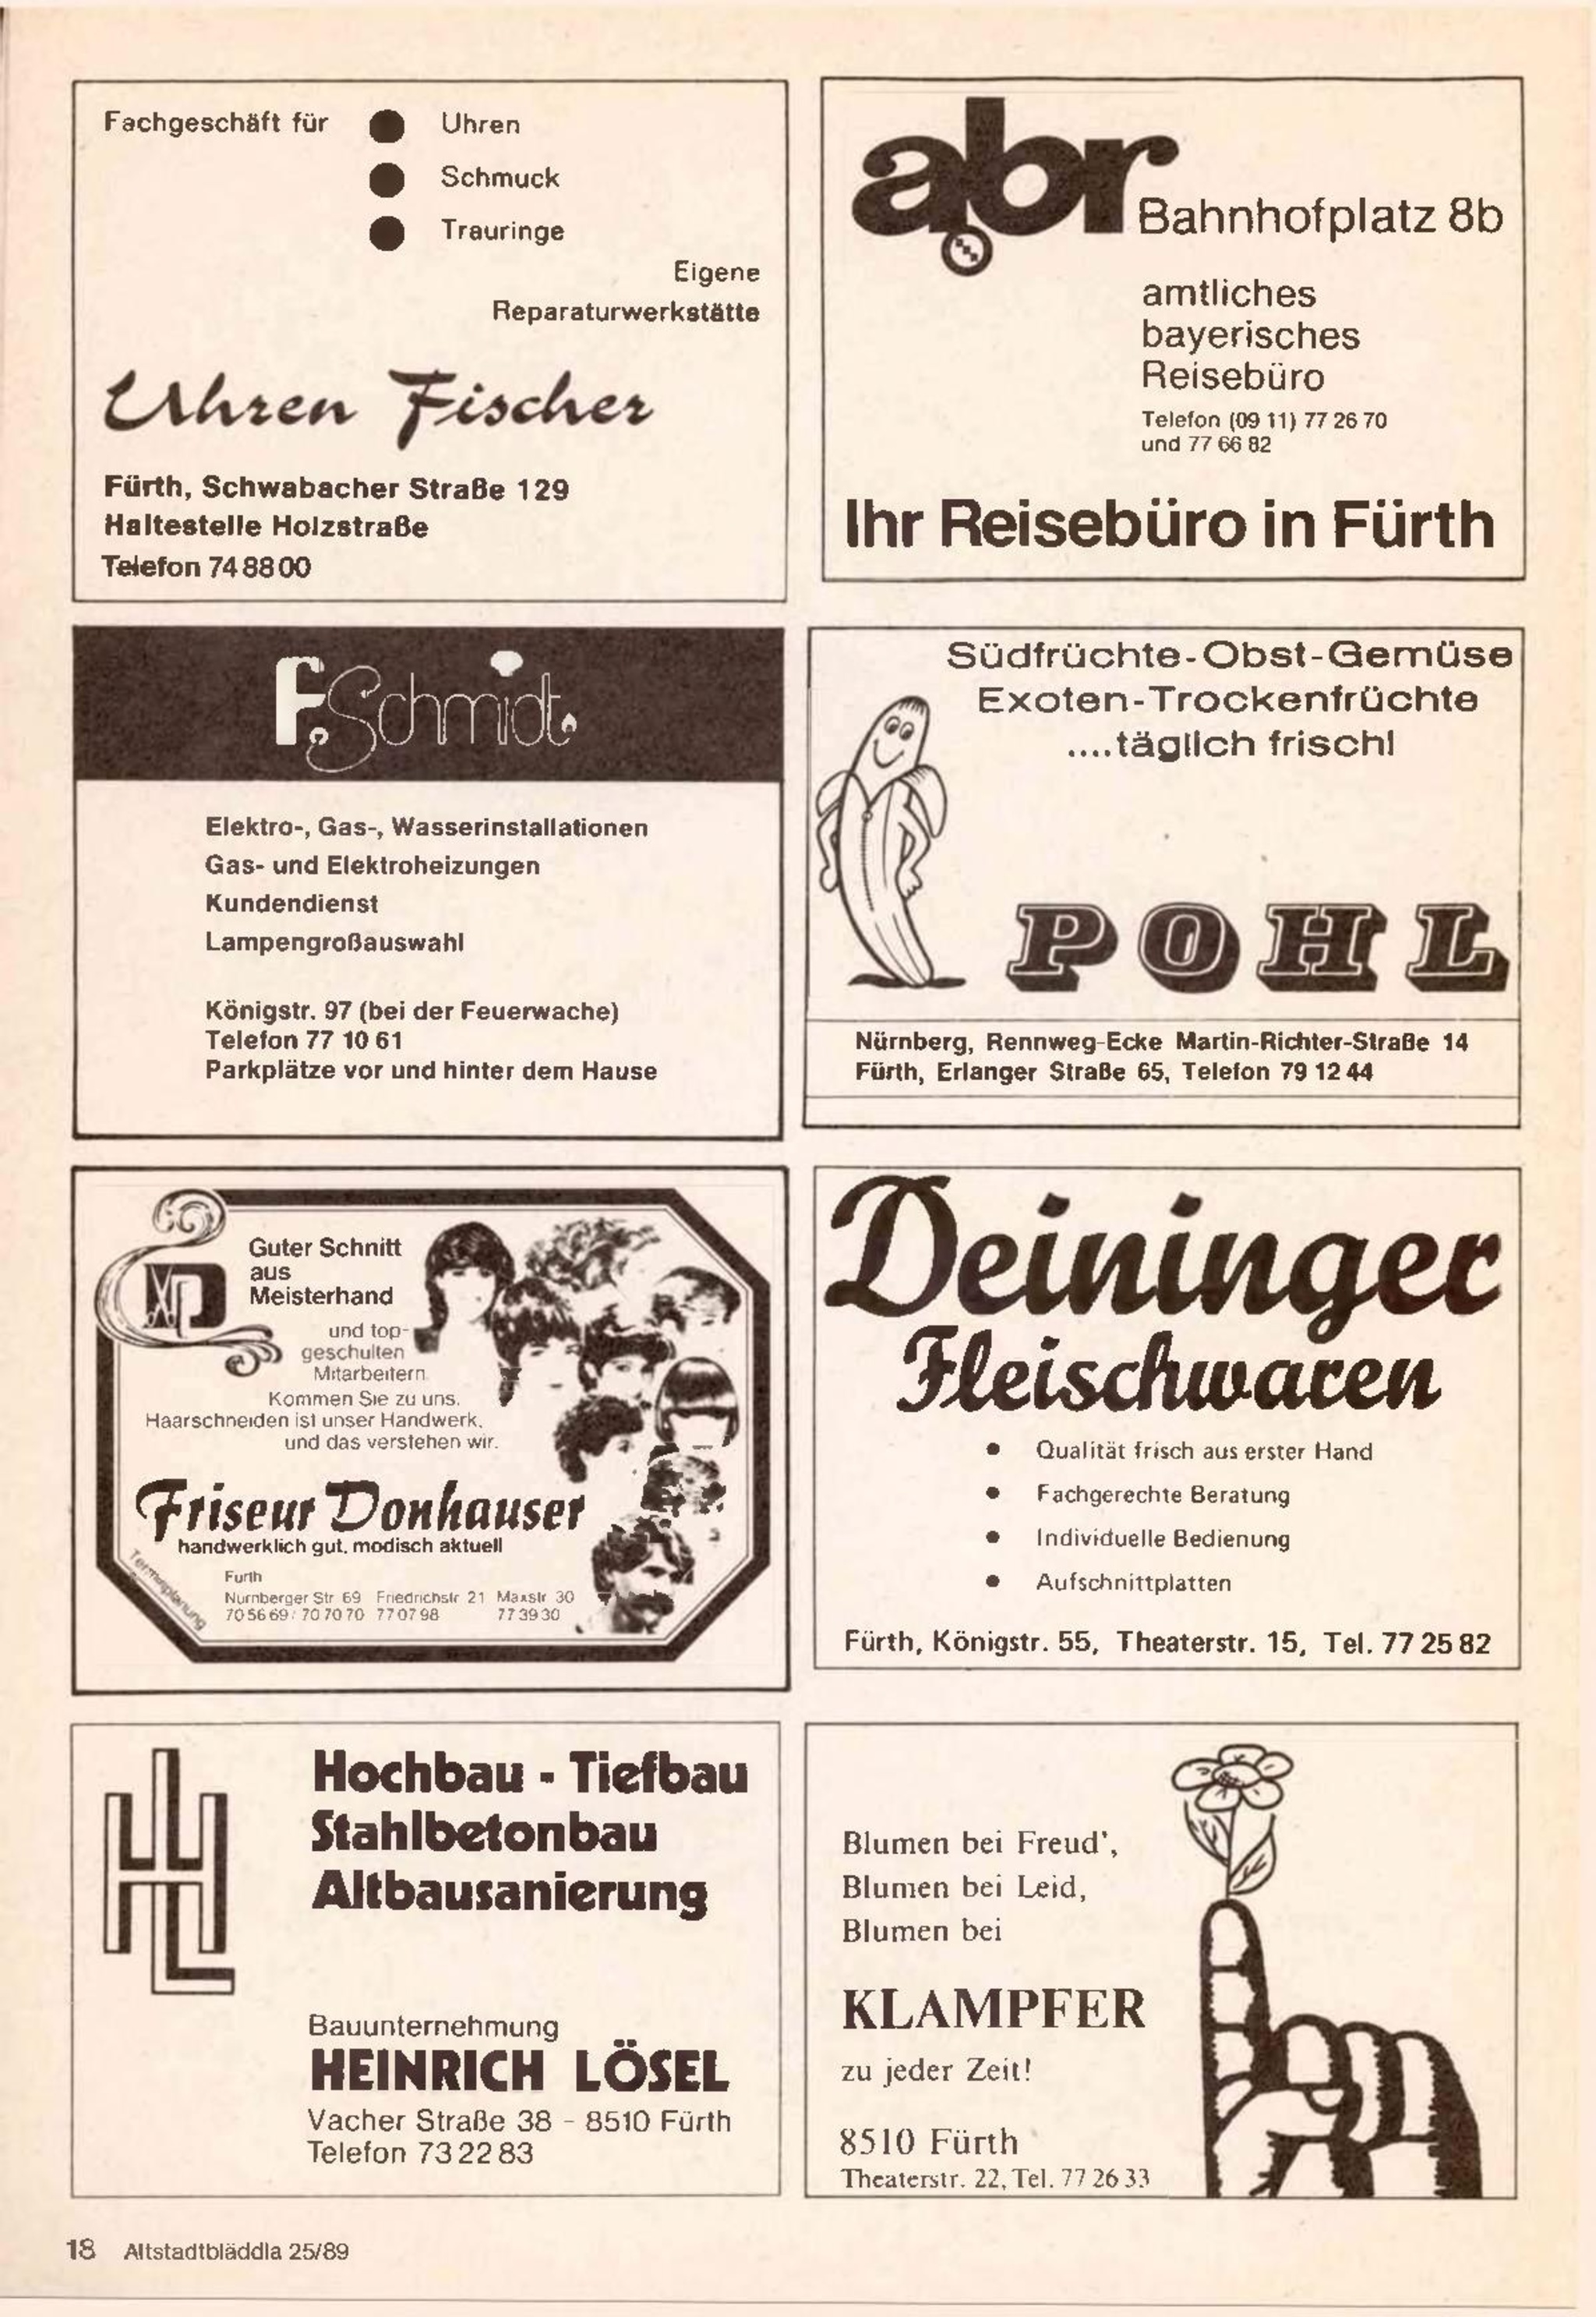 Fachgeschäft für ● Uhren
● Schmuck
● Trauringe
Eigene
Reparaturwerkstätte
Uhren Fischer
Fürth, Schwabacher Straße 129
Haltestelle Holzstraße
Telefon 74 88 00
abr
Bahnhofplatz 8b
amtliches
bayerisches
Reisebüro
Telefon (09 11) 77 26 70
und 77 66 82
Ihr Reisebüro in Fürth
F. Schmidt
Elektro-, Gas-, Wasserinstallationen
Gas- und Elektroheizungen
Kundendienst
Lampengroßauswahl
Königstr. 97 (bei der Feuerwache)
Telefon 77 10 61
Parkplätze vor und hinter dem Hause
Südfrüchte-Obst-Gemüse
Exoten-Trockenfrüchte
....täglich frisch!
POHL
Nürnberg, Rennweg-Ecke Martin-Richter-Straße 14
Fürth, Erlanger Straße 65, Telefon 79 12 44
Guter Schnitt
aus
Meisterhand
und top-
geschulten
Mitarbeitern.
Kommen Sie zu uns.
Haarschneiden ist unser Handwerk,
und das verstehen wir.
Friseur Donhauser
handwerklich gut, modisch aktuell
Terminplanung
Fürth
Nürnberger Str. 69 Friedrichstr. 21 Maxstr. 30
70 56 69 / 70 70 70 77 07 98 77 39 30
Deininger
Fleischwaren
• Qualität frisch aus erster Hand
• Fachgerechte Beratung
• Individuelle Bedienung
• Aufschnittplatten
Fürth, Königstr. 55, Theaterstr. 15, Tel. 77 25 82
Hochbau - Tiefbau
Stahlbetonbau
Altbausanierung
Bauunternehmung
HEINRICH LÖSEL
Vacher Straße 38 - 8510 Fürth
Telefon 73 22 83
Blumen bei Freud',
Blumen bei Leid,
Blumen bei
KLAMPFER
zu jeder Zeit!
8510 Fürth
Theaterstr. 22, Tel. 77 26 33
18 Altstadtbläddla 25/89